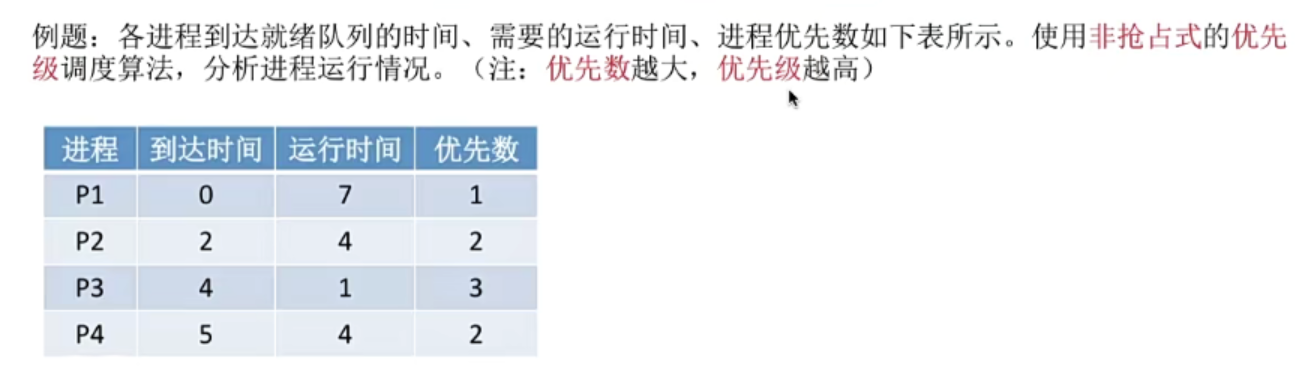 例题：各进程到达就绪队列的时间、需要的运行时间、进程优先数如下表所示。使用非抢占式的优先
级调度算法，分析进程运行情况。（注：优先数越大，优先级越高）
进程 到达时间 运行时间 优先数
P1 0 7 1
P2 2 4 2
P3 4 1 3
P4 5 4 2